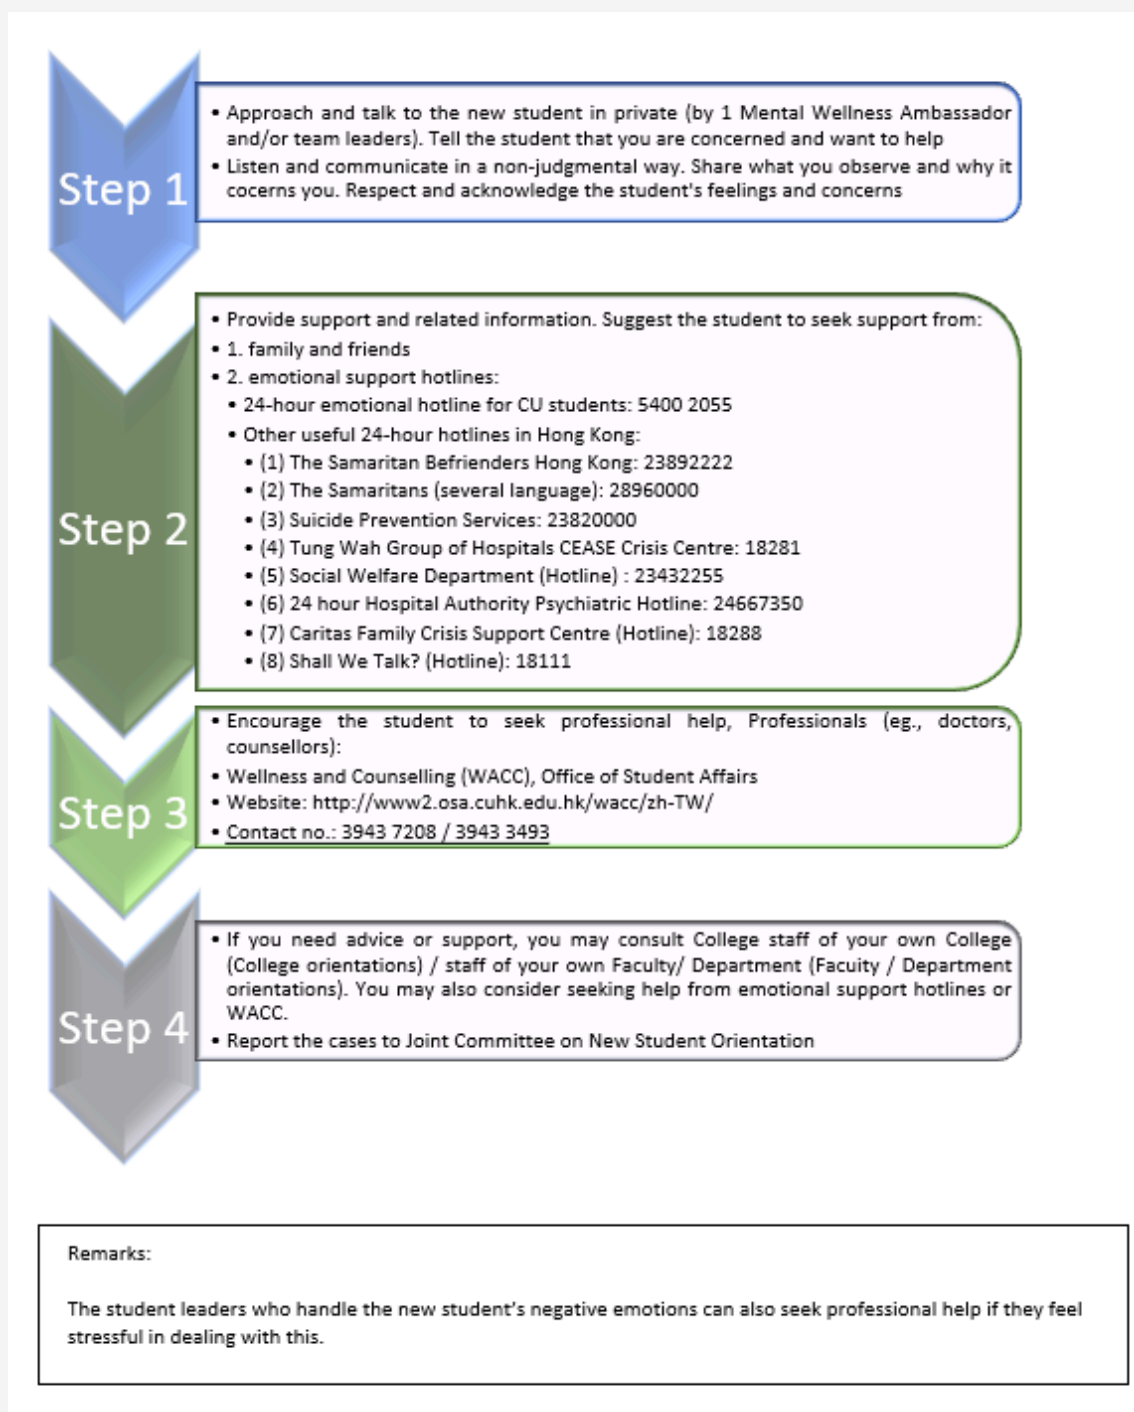 Step 1
• Approach and talk to the new student in private (by 1 Mental Wellness Ambassador
and/or team leaders). Tell the student that you are concerned and want to help
• Listen and communicate in a non-judgmental way. Share what you observe and why it
cocerns you. Respect and acknowledge the student's feelings and concerns
Step 2
• Provide support and related information. Suggest the student to seek support from:
• 1. family and friends
• 2. emotional support hotlines:
• 24-hour emotional hotline for CU students: 5400 2055
• Other useful 24-hour hotlines in Hong Kong:
• (1) The Samaritan Befrienders Hong Kong: 23892222
• (2) The Samaritans (several language): 28960000
• (3) Suicide Prevention Services: 23820000
• (4) Tung Wah Group of Hospitals CEASE Crisis Centre: 18281
• (5) Social Welfare Department (Hotline) : 23432255
• (6) 24 hour Hospital Authority Psychiatric Hotline: 24667350
• (7) Caritas Family Crisis Support Centre (Hotline): 18288
• (8) Shall We Talk? (Hotline): 18111
Step 3
• Encourage the student to seek professional help, Professionals (eg., doctors,
counsellors):
• Wellness and Counselling (WACC), Office of Student Affairs
• Website: http://www2.osa.cuhk.edu.hk/wacc/zh-TW/
• Contact no.: 3943 7208 / 3943 3493
Step 4
• If you need advice or support, you may consult College staff of your own College
(College orientations) / staff of your own Faculty/ Department (Facuity / Department
orientations). You may also consider seeking help from emotional support hotlines or
WACC.
• Report the cases to Joint Committee on New Student Orientation
Remarks:
The student leaders who handle the new student's negative emotions can also seek professional help if they feel
stressful in dealing with this.